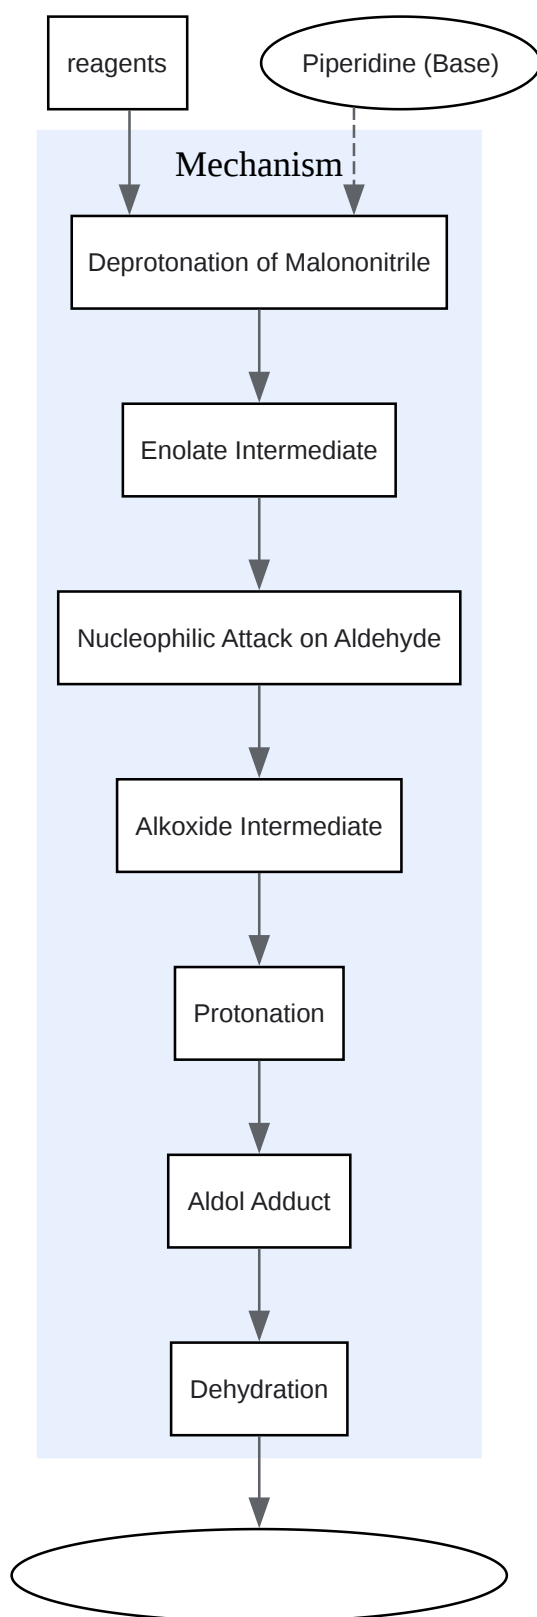 reagents
Piperidine (Base)
Mechanism
Deprotonation of Malononitrile
Enolate Intermediate
Nucleophilic Attack on Aldehyde
Alkoxide Intermediate
Protonation
Aldol Adduct
Dehydration